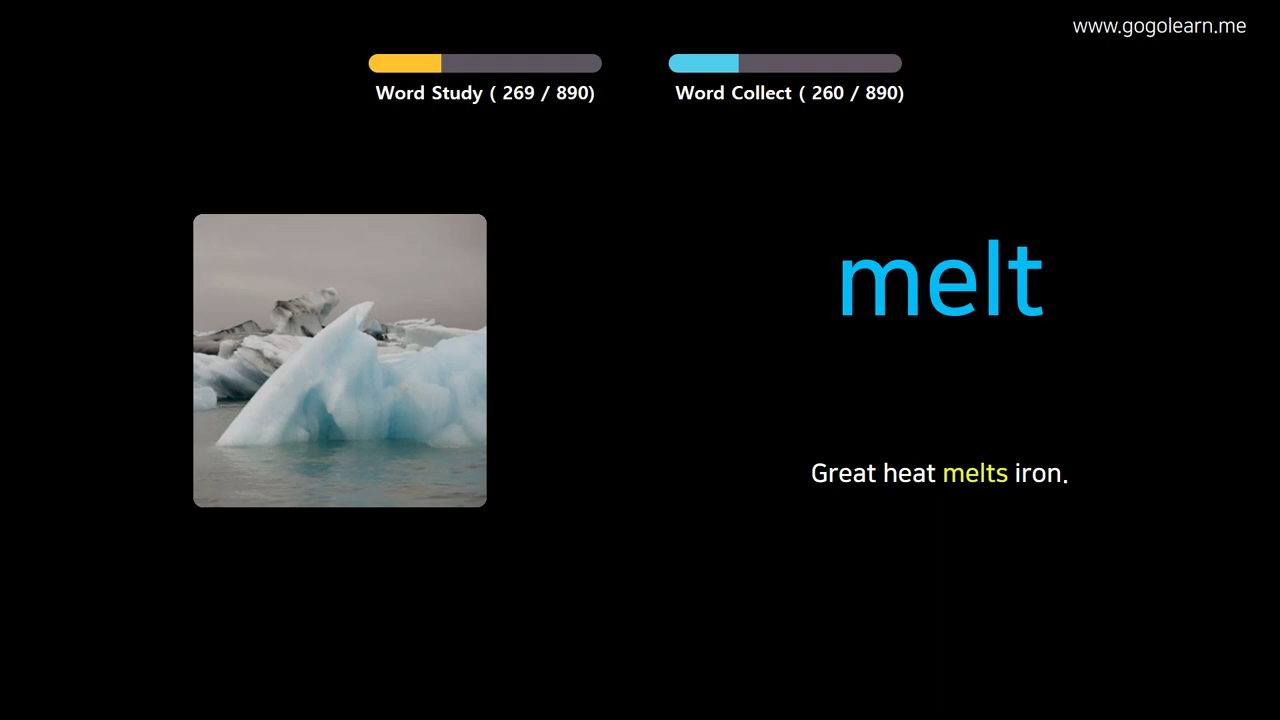 www.gogolearn.me
Word Study ( 269 / 890)
Word Collect ( 260 / 890)
melt
Great heat melts iron.